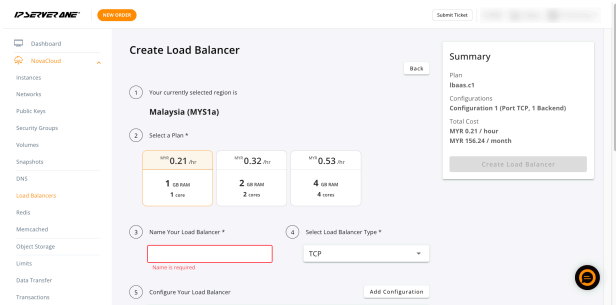 IP SERVER ONE
NEW ORDER
Submit Ticket
Dashboard
NovaCloud
Instances
Networks
Public Keys
Security Groups
Volumes
Snapshots
DNS
Load Balancers
Redis
Memcached
Object Storage
Limits
Data Transfer
Transactions
Create Load Balancer
Back
1 Your currently selected region is
Malaysia (MYS1a)
2 Select a Plan *
MYR 0.21 /hr
1 GB RAM
1 core
MYR 0.32 /hr
2 GB RAM
2 cores
MYR 0.53 /hr
4 GB RAM
4 cores
3 Name Your Load Balancer *
Name is required
4 Select Load Balancer Type *
TCP
5 Configure Your Load Balancer
Add Configuration
Summary
Plan
lbaas.c1
Configurations
Configuration 1 (Port TCP, 1 Backend)
Total Cost
MYR 0.21 / hour
MYR 156.24 / month
Create Load Balancer